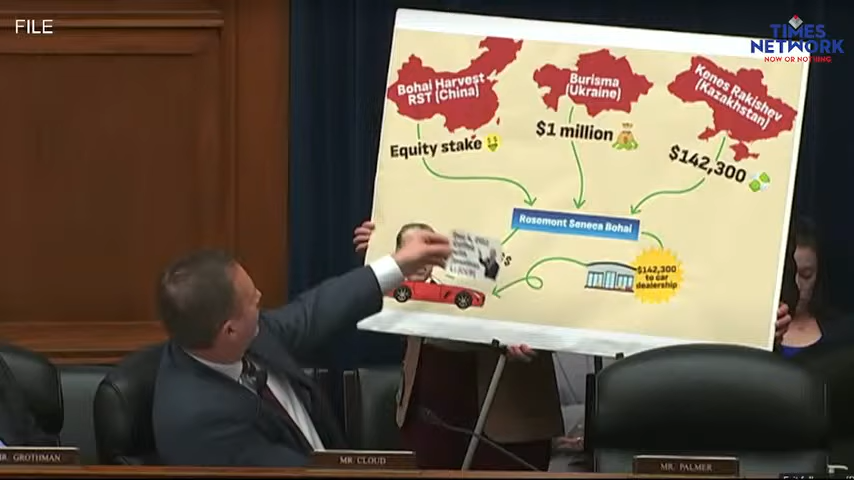 FILE
TIMES
NETWORK
NOW OR NOTHING
Bohai Harvest
RST (China)
Burisma
(Ukraine)
Kenes Rakishev
(Kazakhstan)
Equity stake
$1 million
$142,300
Rosemont Seneca Bohai
$142,300
to car
dealership
MR. GROTHMAN
MR. CLOUD
MR. PALMER